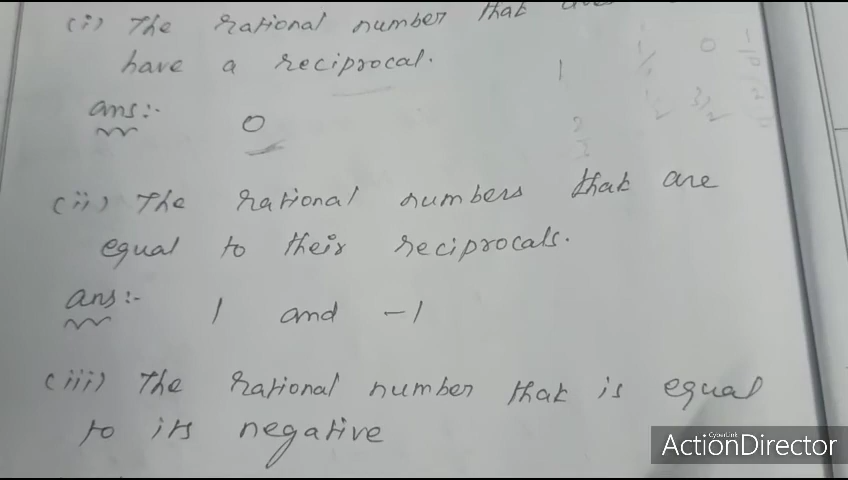 (i) The rational number that
have a reciprocal.
ans:- 0
(ii) The rational numbers that are
equal to their reciprocals.
ans:- 1 and -1
(iii) The rational number that is equal
to its negative
CyberLink
ActionDirector